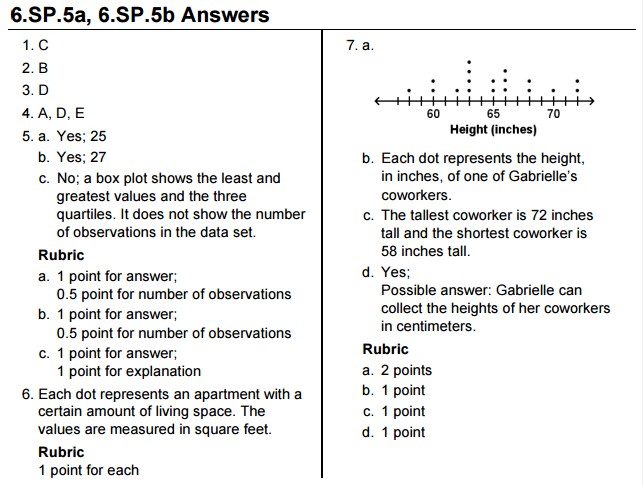 6.SP.5a, 6.SP.5b Answers
1. C
2. B
3. D
4. A, D, E
5. a. Yes; 25
b. Yes; 27
c. No; a box plot shows the least and
greatest values and the three
quartiles. It does not show the number
of observations in the data set.
Rubric
a. 1 point for answer;
0.5 point for number of observations
b. 1 point for answer;
0.5 point for number of observations
c. 1 point for answer;
1 point for explanation
6. Each dot represents an apartment with a
certain amount of living space. The
values are measured in square feet.
Rubric
1 point for each
7. a.
60 65 70
Height (inches)
b. Each dot represents the height,
in inches, of one of Gabrielle's
coworkers.
c. The tallest coworker is 72 inches
tall and the shortest coworker is
58 inches tall.
d. Yes;
Possible answer: Gabrielle can
collect the heights of her coworkers
in centimeters.
Rubric
a. 2 points
b. 1 point
c. 1 point
d. 1 point